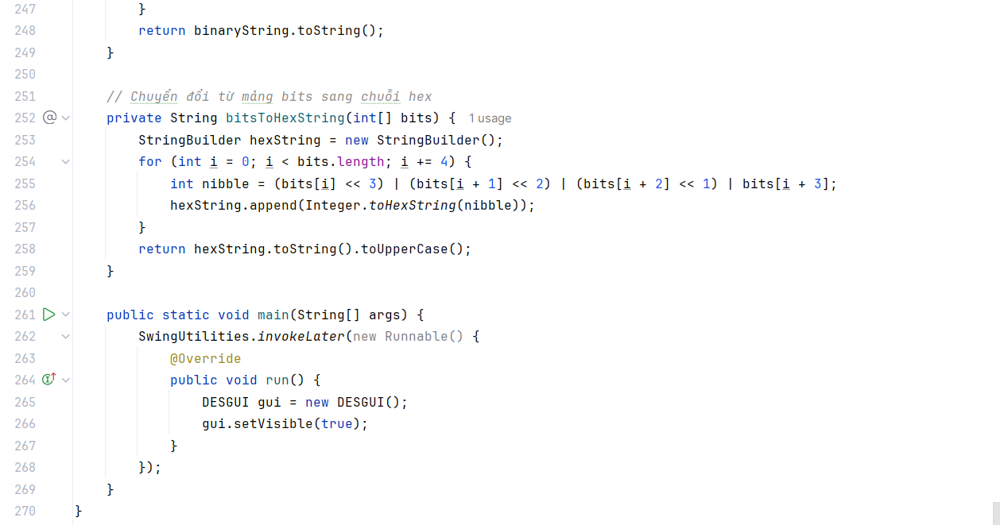 247 }
248 return binaryString.toString();
249 }
250
251 // Chuyển đổi từ mảng bits sang chuỗi hex
252 @ private String bitsToHexString(int[] bits) { 1 usage
253 StringBuilder hexString = new StringBuilder();
254 for (int i = 0; i < bits.length; i += 4) {
255 int nibble = (bits[i] << 3) | (bits[i + 1] << 2) | (bits[i + 2] << 1) | bits[i + 3];
256 hexString.append(Integer.toHexString(nibble));
257 }
258 return hexString.toString().toUpperCase();
259 }
260
261 public static void main(String[] args) {
262 SwingUtilities.invokeLater(new Runnable() {
263 @Override
264 public void run() {
265 DESGUI gui = new DESGUI();
266 gui.setVisible(true);
267 }
268 });
269 }
270 }